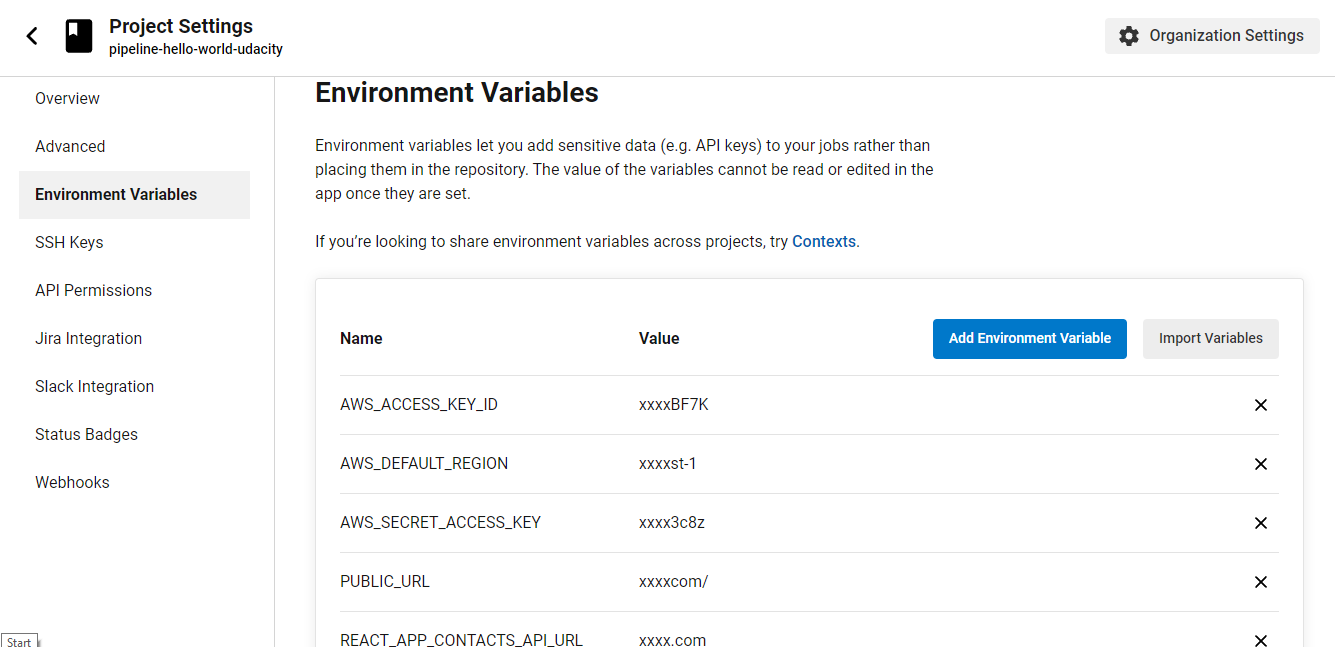 Project Settings
pipeline-hello-world-udacity
Organization Settings
Overview
Advanced
Environment Variables
SSH Keys
API Permissions
Jira Integration
Slack Integration
Status Badges
Webhooks
Environment Variables
Environment variables let you add sensitive data (e.g. API keys) to your jobs rather than
placing them in the repository. The value of the variables cannot be read or edited in the
app once they are set.
If you’re looking to share environment variables across projects, try Contexts.
Name Value Add Environment Variable Import Variables
AWS_ACCESS_KEY_ID xxxxBF7K
AWS_DEFAULT_REGION xxxxst-1
AWS_SECRET_ACCESS_KEY xxxx3c8z
PUBLIC_URL xxxxcom/
REACT_APP_CONTACTS_API_URL xxxx.com
Start